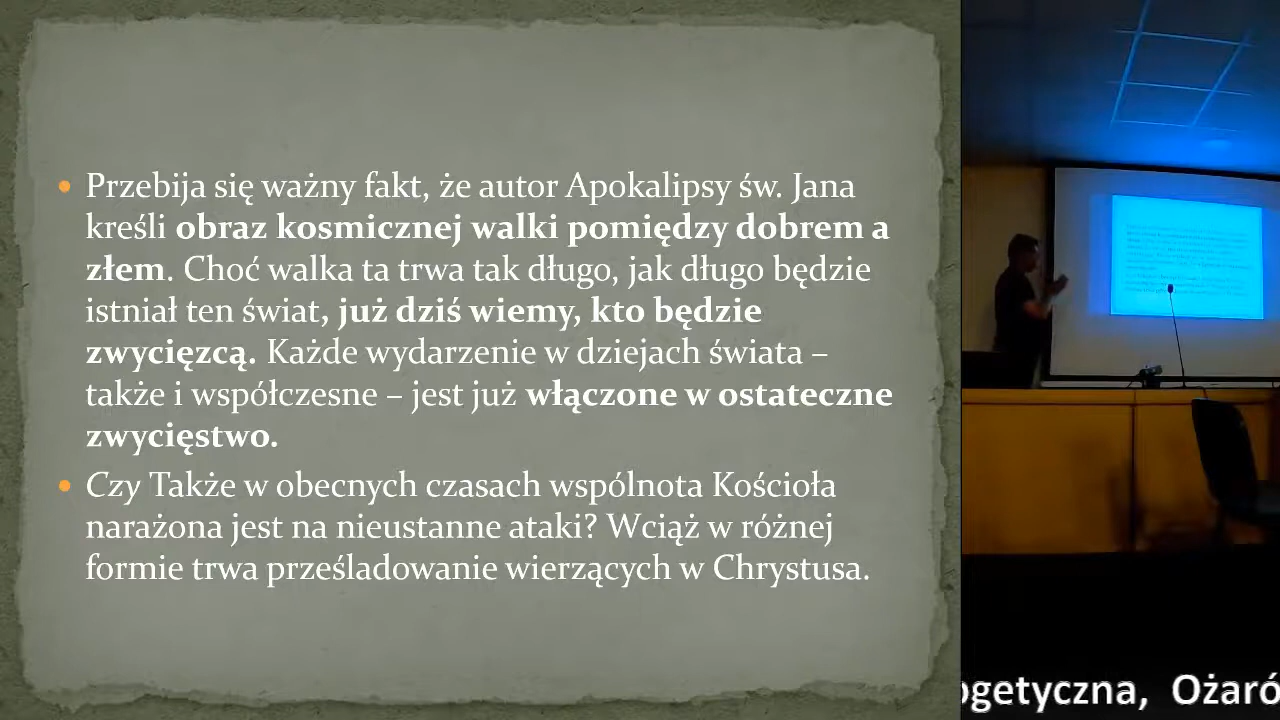 Przebija się ważny fakt, że autor Apokalipsy św. Jana
kreśli obraz kosmicznej walki pomiędzy dobrem a
złem. Choć walka ta trwa tak długo, jak długo będzie
istniał ten świat, już dziś wiemy, kto będzie
zwycięzcą. Każde wydarzenie w dziejach świata –
także i współczesne – jest już włączone w ostateczne
zwycięstwo.
Czy Także w obecnych czasach wspólnota Kościoła
narażona jest na nieustanne ataki? Wciąż w różnej
formie trwa prześladowanie wierzących w Chrystusa.
ogetyczna, Ożaró